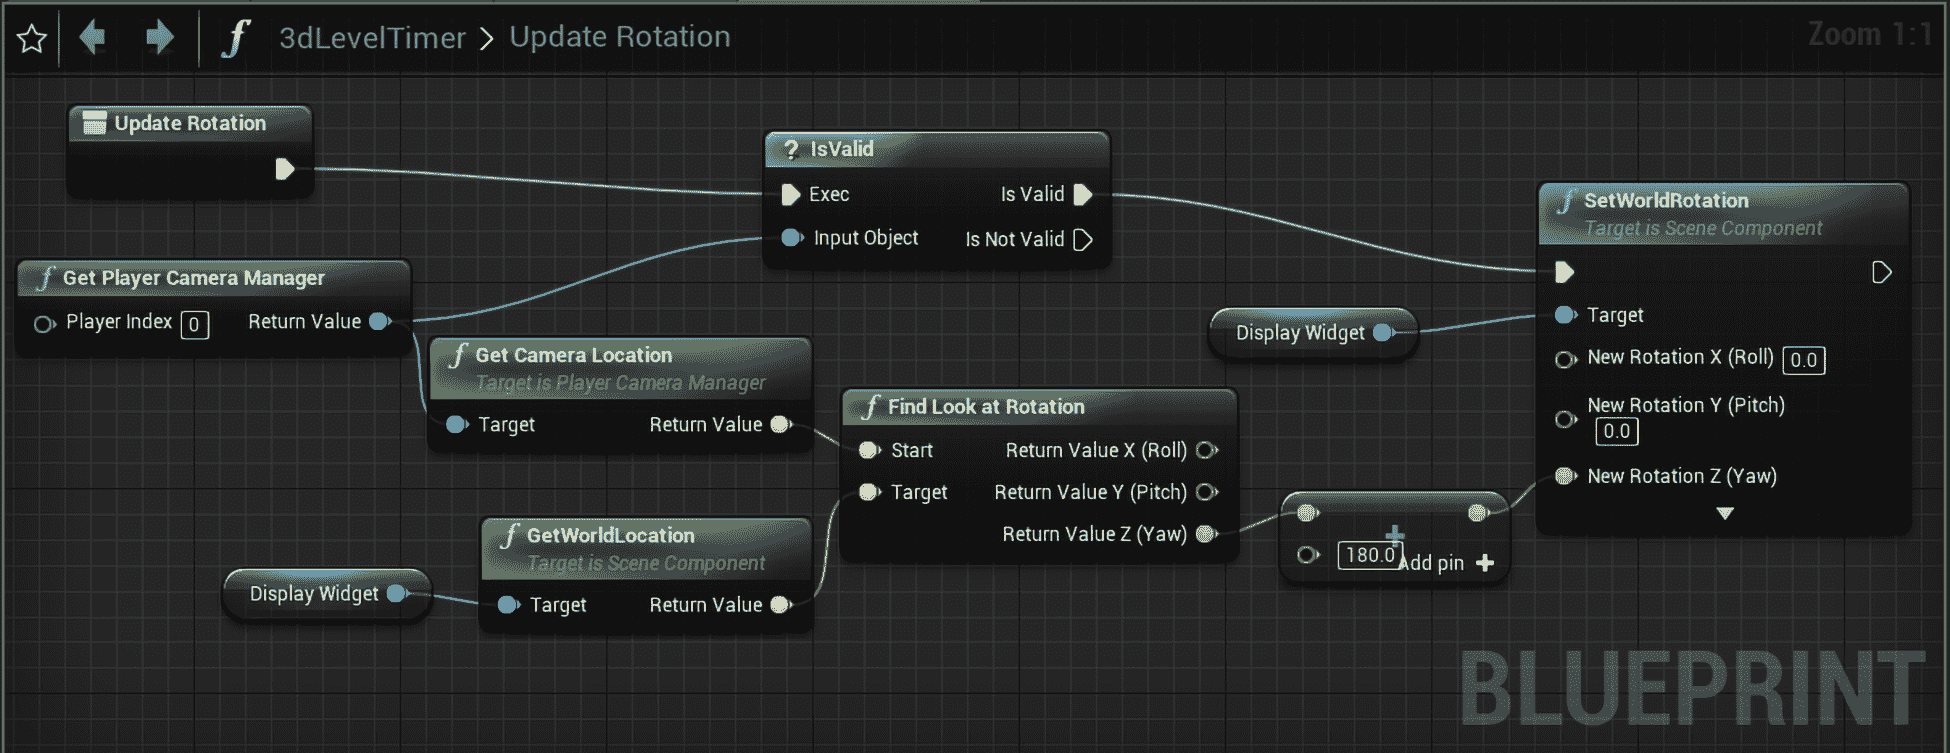 3dLevelTimer > Update Rotation
Zoom 1:1
Update Rotation
? IsValid
Exec
Is Valid
Input Object
Is Not Valid
f SetWorldRotation
Target is Scene Component
Target
New Rotation X (Roll) 0.0
New Rotation Y (Pitch)
0.0
New Rotation Z (Yaw)
f Get Player Camera Manager
Player Index 0
Return Value
Display Widget
f Get Camera Location
Target is Player Camera Manager
Target
Return Value
f Find Look at Rotation
Start
Return Value X (Roll)
Target
Return Value Y (Pitch)
Return Value Z (Yaw)
180.0
Add pin +
f GetWorldLocation
Target is Scene Component
Target
Return Value
Display Widget
BLUEPRINT